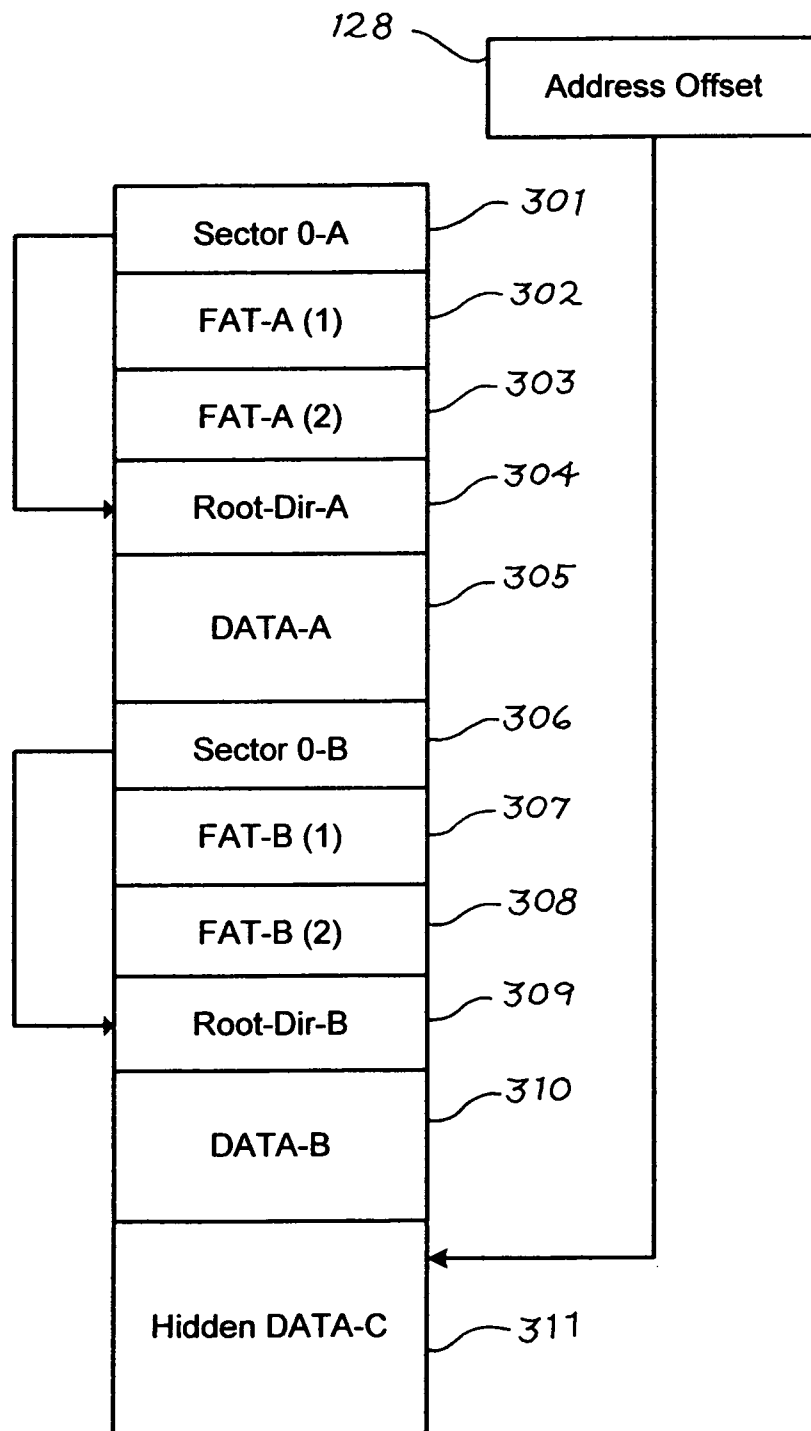 128
Address Offset
Sector 0-A 301
FAT-A (1) 302
FAT-A (2) 303
Root-Dir-A 304
DATA-A 305
Sector 0-B 306
FAT-B (1) 307
FAT-B (2) 308
Root-Dir-B 309
DATA-B 310
Hidden DATA-C 311